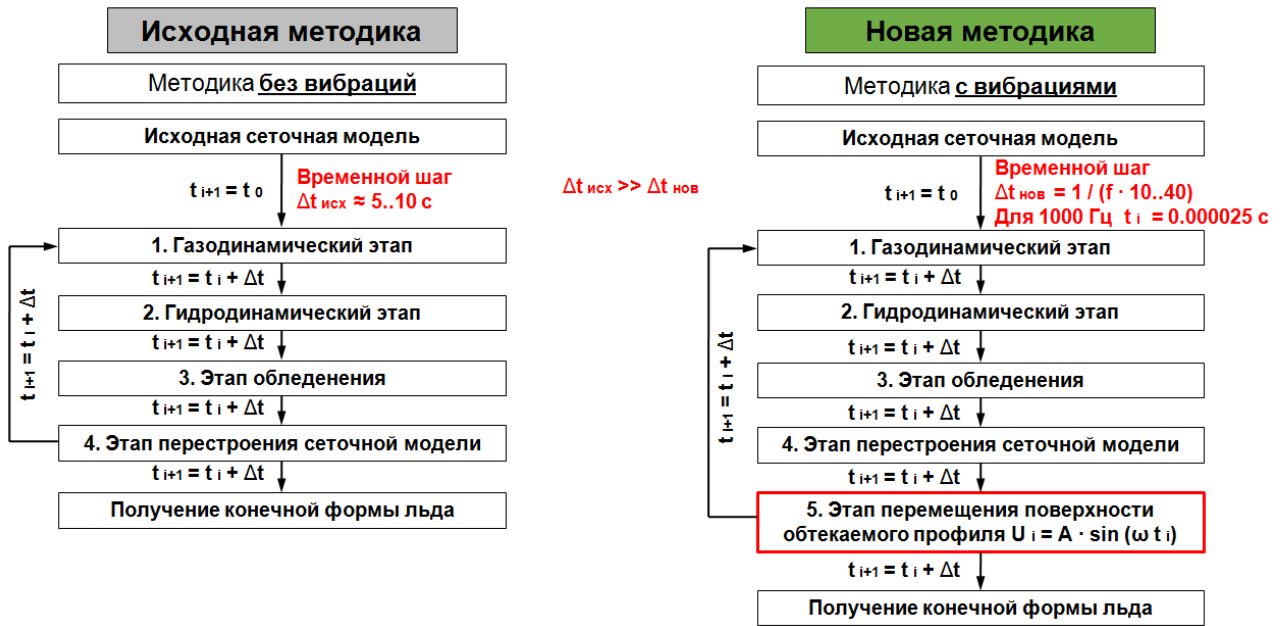 Исходная методика
Методика без вибраций
Исходная сеточная модель
t i+1 = t 0
Временной шаг
Δt исх ≈ 5..10 с
1. Газодинамический этап
t i+1 = t i + Δt
2. Гидродинамический этап
t i+1 = t i + Δt
3. Этап обледенения
t i+1 = t i + Δt
4. Этап перестроения сеточной модели
t i+1 = t i + Δt
Получение конечной формы льда
t i+1 = t i + Δt
Δt исх >> Δt нов
Новая методика
Методика с вибрациями
Исходная сеточная модель
t i+1 = t 0
Временной шаг
Δt нов = 1 / (f · 10..40)
Для 1000 Гц t i = 0.000025 с
1. Газодинамический этап
t i+1 = t i + Δt
2. Гидродинамический этап
t i+1 = t i + Δt
3. Этап обледенения
t i+1 = t i + Δt
4. Этап перестроения сеточной модели
t i+1 = t i + Δt
5. Этап перемещения поверхности
обтекаемого профиля U i = A · sin (ω t i)
t i+1 = t i + Δt
Получение конечной формы льда
t i+1 = t i + Δt